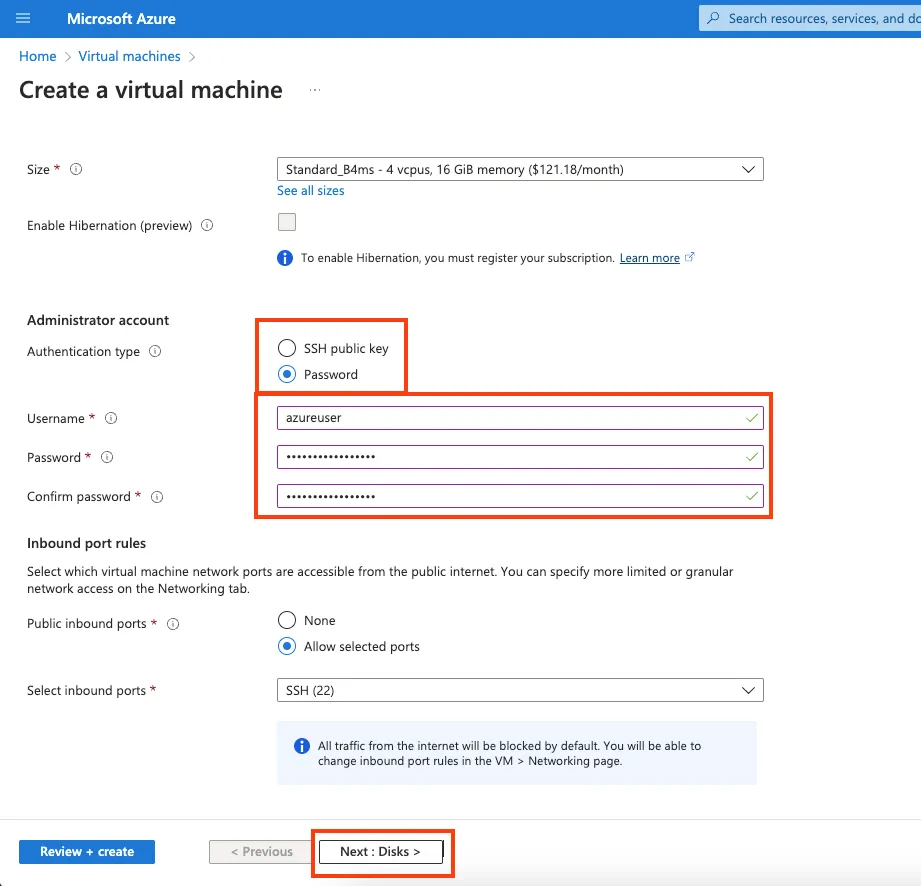 Microsoft Azure
Search resources, services, and do
Home > Virtual machines >
Create a virtual machine ...
Size *
Standard_B4ms - 4 vcpus, 16 GiB memory ($121.18/month)
See all sizes
Enable Hibernation (preview)
To enable Hibernation, you must register your subscription. Learn more
Administrator account
Authentication type
SSH public key
Password
Username *
azureuser
Password *
•••••••••••••••••
Confirm password *
•••••••••••••••••
Inbound port rules
Select which virtual machine network ports are accessible from the public internet. You can specify more limited or granular
network access on the Networking tab.
Public inbound ports *
None
Allow selected ports
Select inbound ports *
SSH (22)
All traffic from the internet will be blocked by default. You will be able to
change inbound port rules in the VM > Networking page.
Review + create
< Previous
Next : Disks >